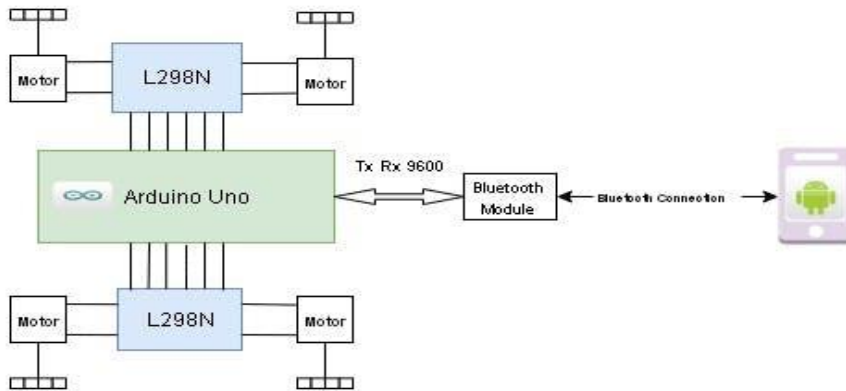 Motor
L298N
Motor
Tx Rx 9600
Arduino Uno
Bluetooth
Module
Bluetooth Connection
Motor
L298N
Motor